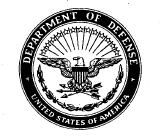 DEPARTMENT OF DEFENSE
UNITED STATES OF AMERICA